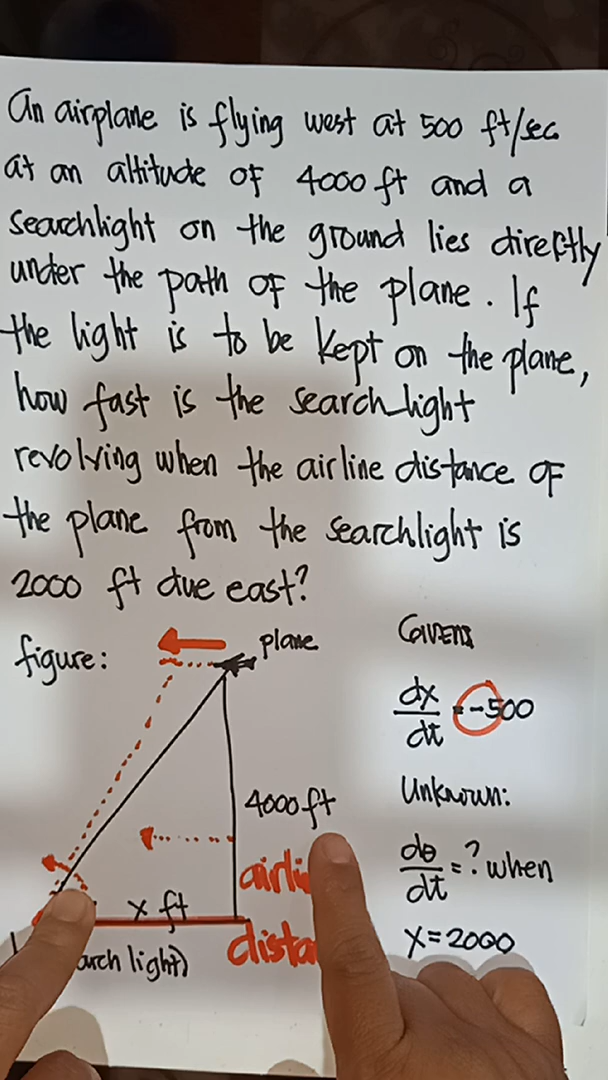 An airplane is flying west at 500 ft/sec
at an altitude of 4000 ft and a
searchlight on the ground lies directly
under the path of the plane. If
the light is to be kept on the plane,
how fast is the searchlight
revolving when the airline distance of
the plane from the searchlight is
2000 ft due east?
figure:
plane
4000 ft
x ft
Given:
dx/dt = -500
Unknown:
dθ/dt = ? when
x = 2000
light)